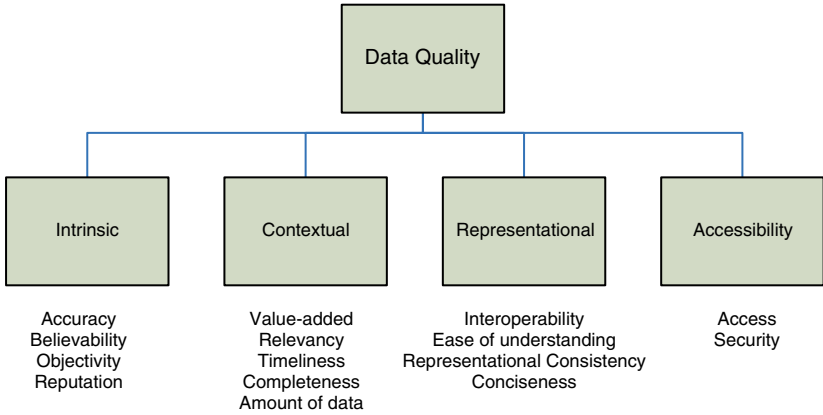 Data Quality
Intrinsic
Contextual
Representational
Accessibility
Accuracy
Believability
Objectivity
Reputation
Value-added
Relevancy
Timeliness
Completeness
Amount of data
Interoperability
Ease of understanding
Representational Consistency
Conciseness
Access
Security